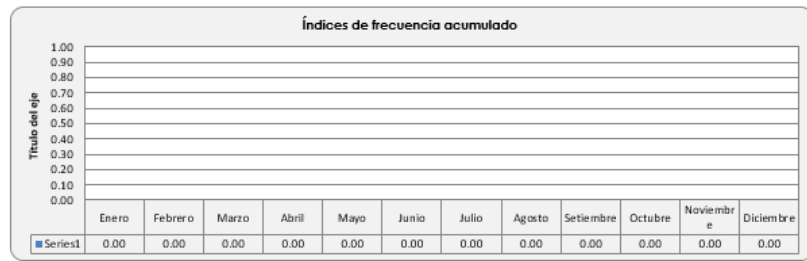 Índices de frecuencia acumulado
Título del eje
1.00
0.90
0.80
0.70
0.60
0.50
0.40
0.30
0.20
0.10
0.00
Enero Febrero Marzo Abril Mayo Junio Julio Agosto Setiembre Octubre Noviembr
e Diciembre
Series1 0.00 0.00 0.00 0.00 0.00 0.00 0.00 0.00 0.00 0.00 0.00 0.00